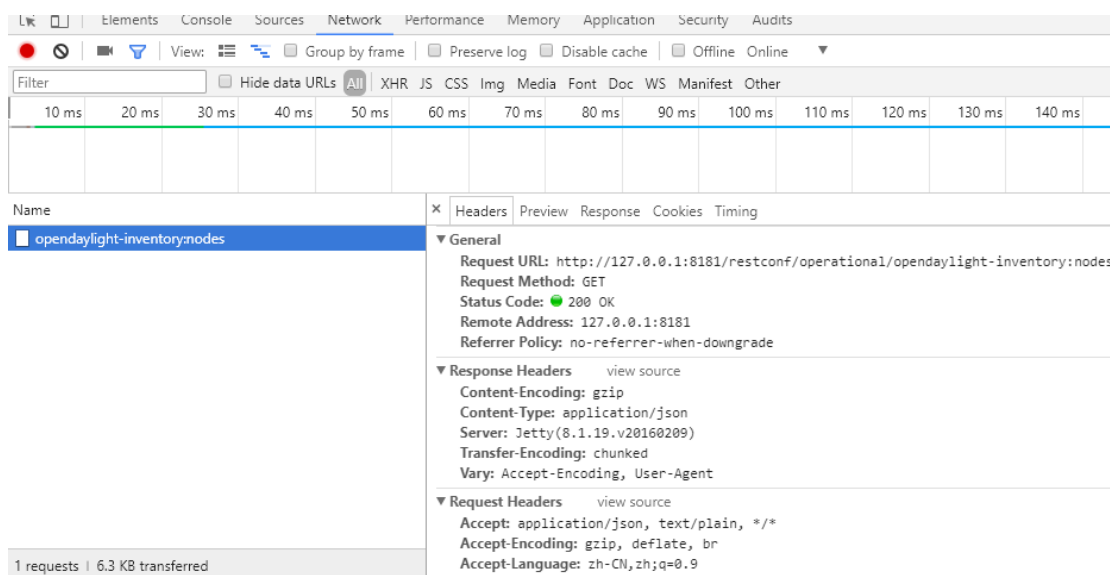 Elements Console Sources Network Performance Memory Application Security Audits
View: Group by frame Preserve log Disable cache Offline Online
Filter Hide data URLs All XHR JS CSS Img Media Font Doc WS Manifest Other
10 ms 20 ms 30 ms 40 ms 50 ms 60 ms 70 ms 80 ms 90 ms 100 ms 110 ms 120 ms 130 ms 140 ms
Name
opendaylight-inventory:nodes
1 requests | 6.3 KB transferred
× Headers Preview Response Cookies Timing
▼ General
Request URL: http://127.0.0.1:8181/restconf/operational/opendaylight-inventory:nodes
Request Method: GET
Status Code: 200 OK
Remote Address: 127.0.0.1:8181
Referrer Policy: no-referrer-when-downgrade
▼ Response Headers view source
Content-Encoding: gzip
Content-Type: application/json
Server: Jetty(8.1.19.v20160209)
Transfer-Encoding: chunked
Vary: Accept-Encoding, User-Agent
▼ Request Headers view source
Accept: application/json, text/plain, */*
Accept-Encoding: gzip, deflate, br
Accept-Language: zh-CN,zh;q=0.9